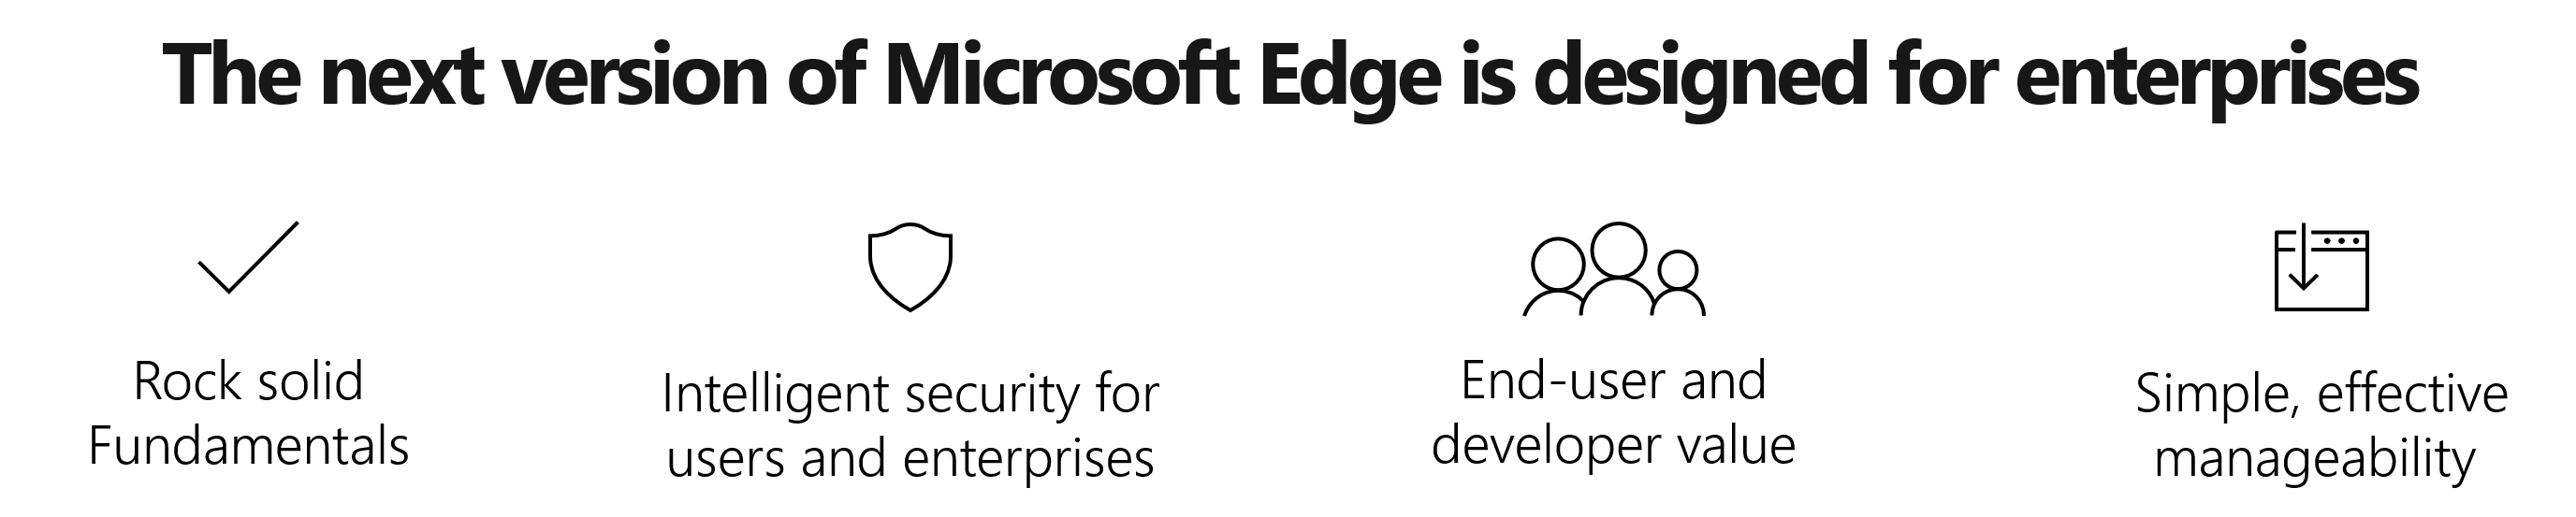 The next version of Microsoft Edge is designed for enterprises
Rock solid
Fundamentals
Intelligent security for
users and enterprises
End-user and
developer value
Simple, effective
manageability